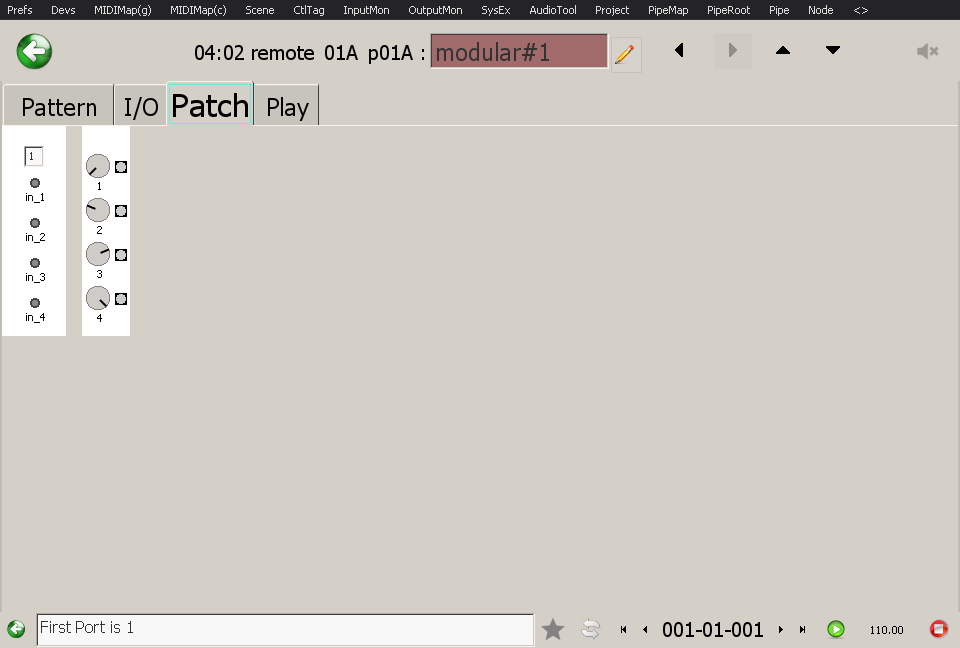 Prefs Devs MIDIMap(g) MIDIMap(c) Scene CtlTag InputMon OutputMon SysEx AudioTool Project PipeMap PipeRoot Pipe Node <>
04:02 remote 01A p01A : modular#1
Pattern I/O Patch Play
1
in_1
in_2
in_3
in_4
1
2
3
4
First Port is 1
001-01-001
110.00